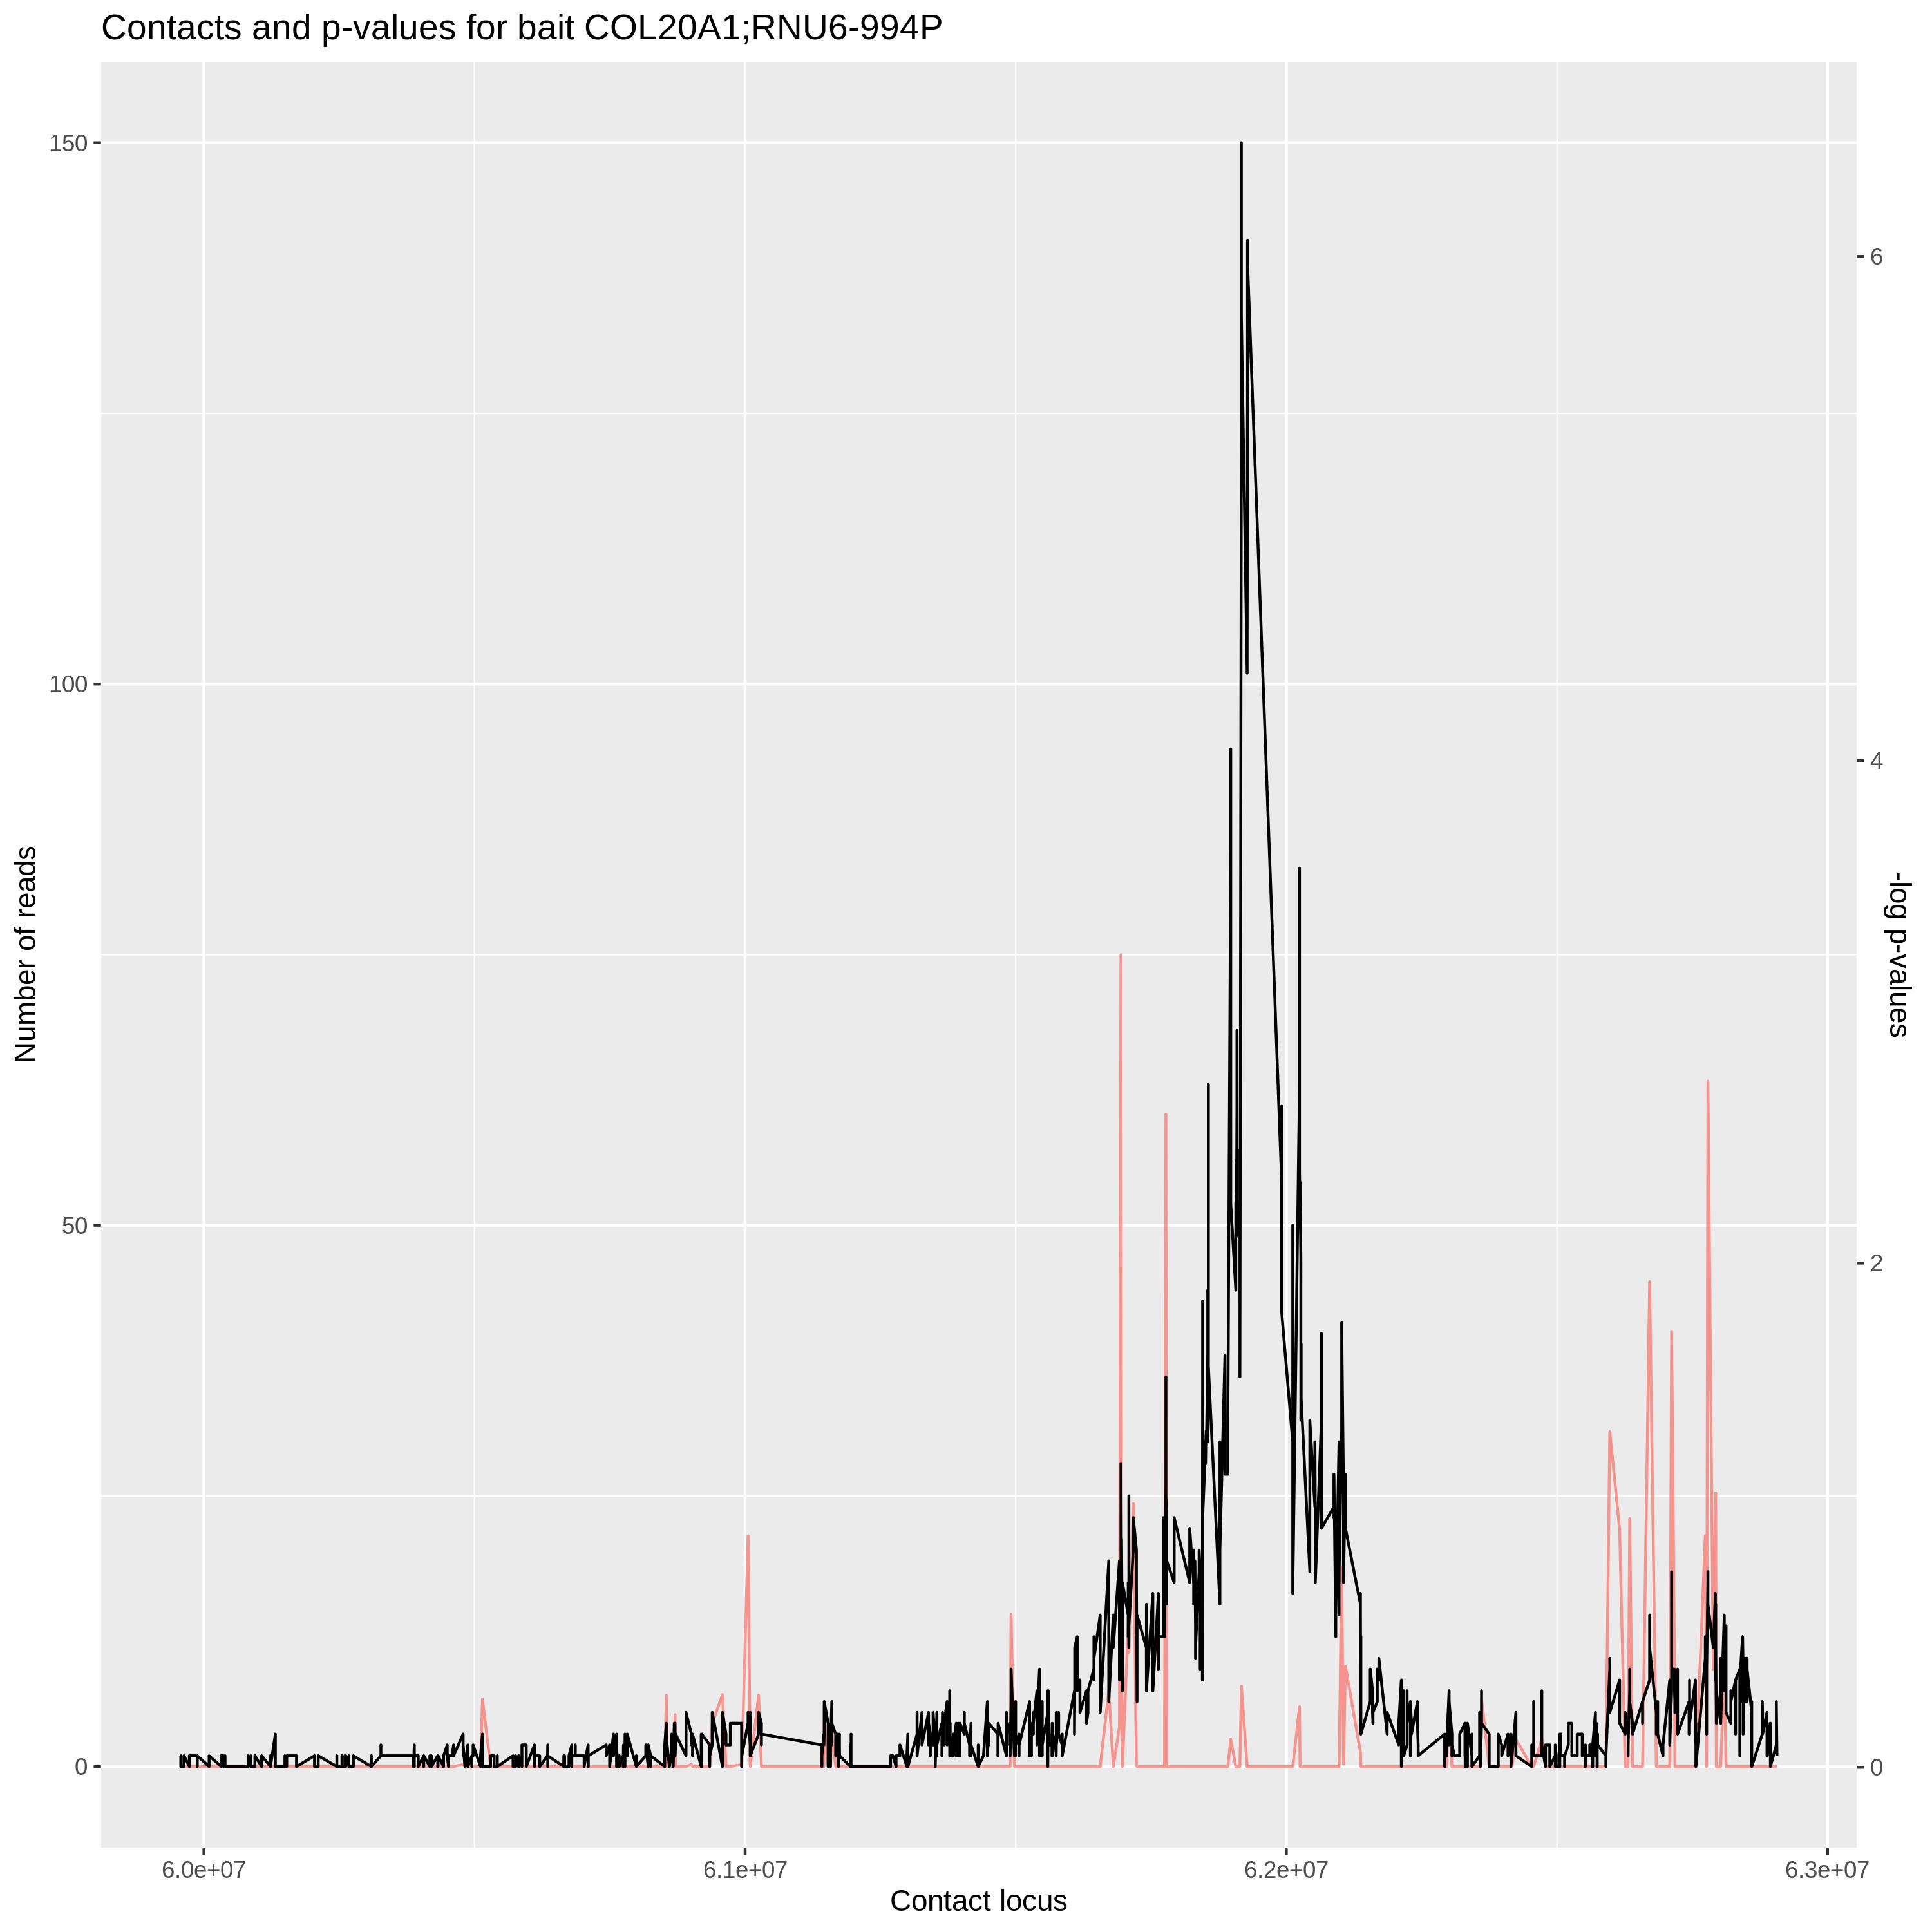 Contacts and p-values for bait COL20A1;RNU6-994P
150
100
50
0
Number of reads
6
4
2
0
-log p-values
6.0e+07 6.1e+07 6.2e+07 6.3e+07
Contact locus